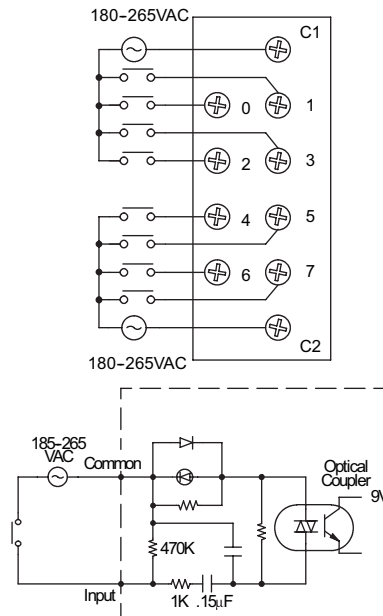 180-265VAC
C1
0
1
2
3
4
5
6
7
C2
180-265VAC
185-265
VAC
Common
Optical
Coupler
9V
470K
Input
1K
.15µF